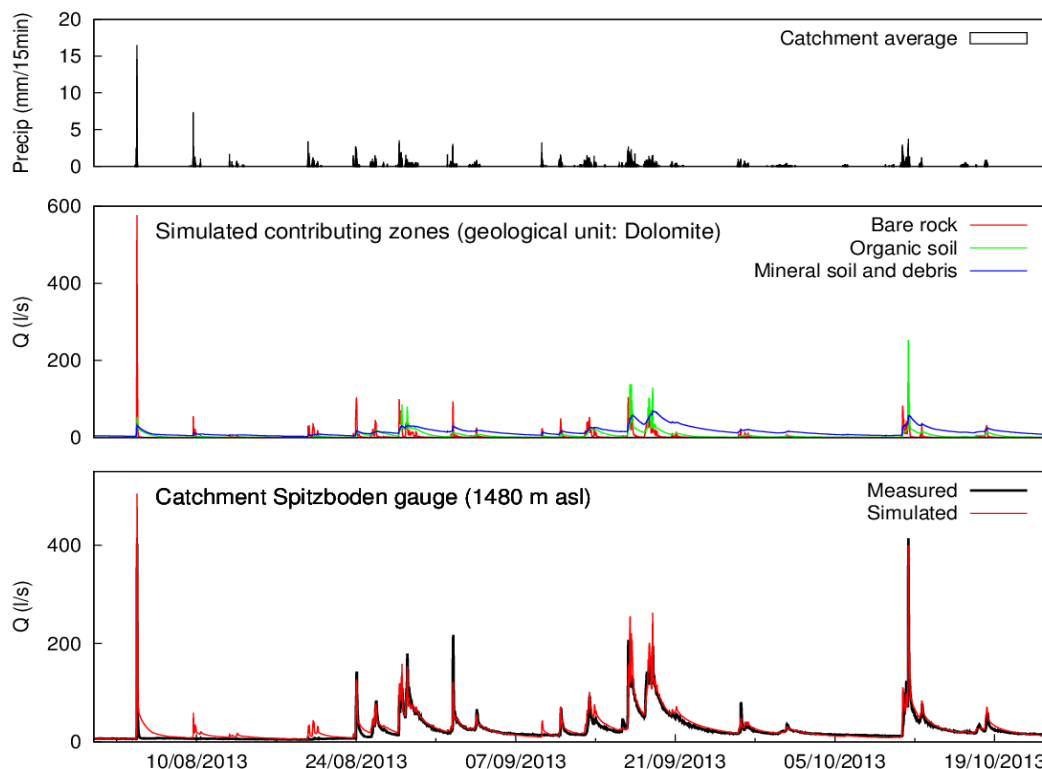 20
15
10
5
0
Precip (mm/15min)
Catchment average
600
400
200
0
Q (l/s)
Simulated contributing zones (geological unit: Dolomite)
Bare rock
Organic soil
Mineral soil and debris
400
200
0
Q (l/s)
Catchment Spitzboden gauge (1480 m asl)
Measured
Simulated
10/08/2013 24/08/2013 07/09/2013 21/09/2013 05/10/2013 19/10/2013